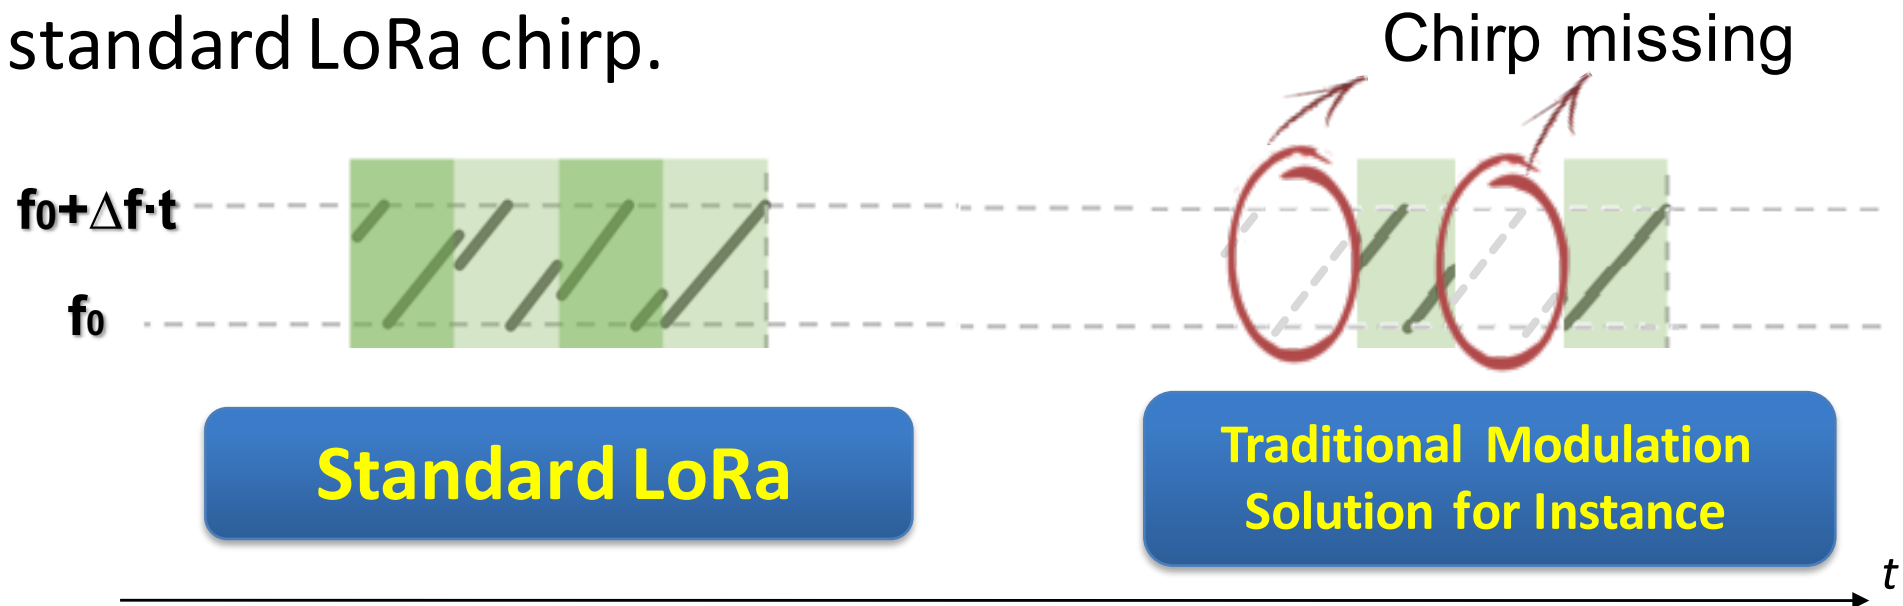 standard LoRa chirp.
Chirp missing
f0+Δf·t
f0
Standard LoRa
Traditional Modulation
Solution for Instance
t